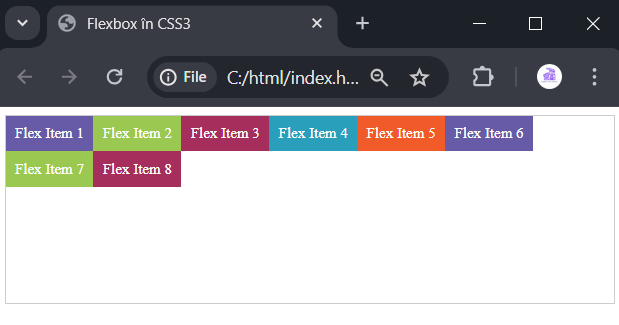 Flexbox în CSS3
File C:/html/index.h...
Flex Item 1 Flex Item 2 Flex Item 3 Flex Item 4 Flex Item 5 Flex Item 6
Flex Item 7 Flex Item 8